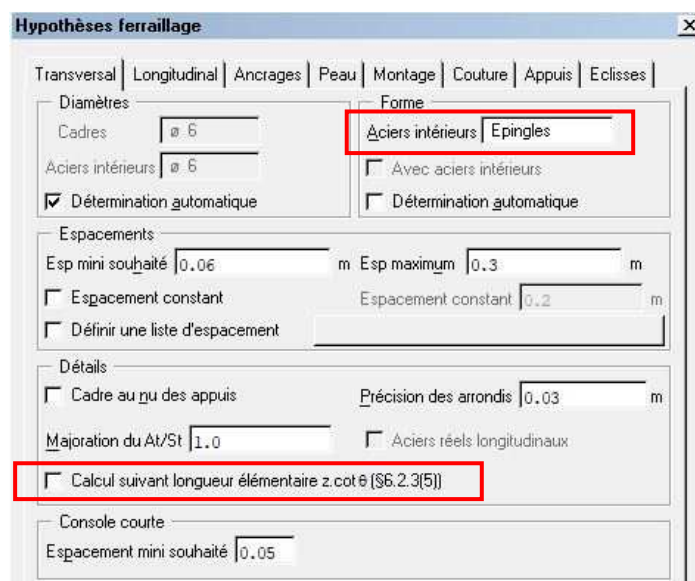 Hypothèses ferraillage
Transversal Longitudinal Ancrages Peau Montage Couture Appuis Eclisses
Diamètres
Cadres ø 6
Aciers intérieurs ø 6
Détermination automatique
Forme
Aciers intérieurs Epingles
Avec aciers intérieurs
Détermination automatique
Espacements
Esp mini souhaité 0.06 m Esp maximum 0.3 m
Espacement constant Espacement constant 0.2 m
Définir une liste d'espacement
Détails
Cadre au nu des appuis Précision des arrondis 0.03 m
Majoration du At/St 1.0 Aciers réels longitudinaux
Calcul suivant longueur élémentaire z.cot θ (§6.2.3(5))
Console courte
Espacement mini souhaité 0.05